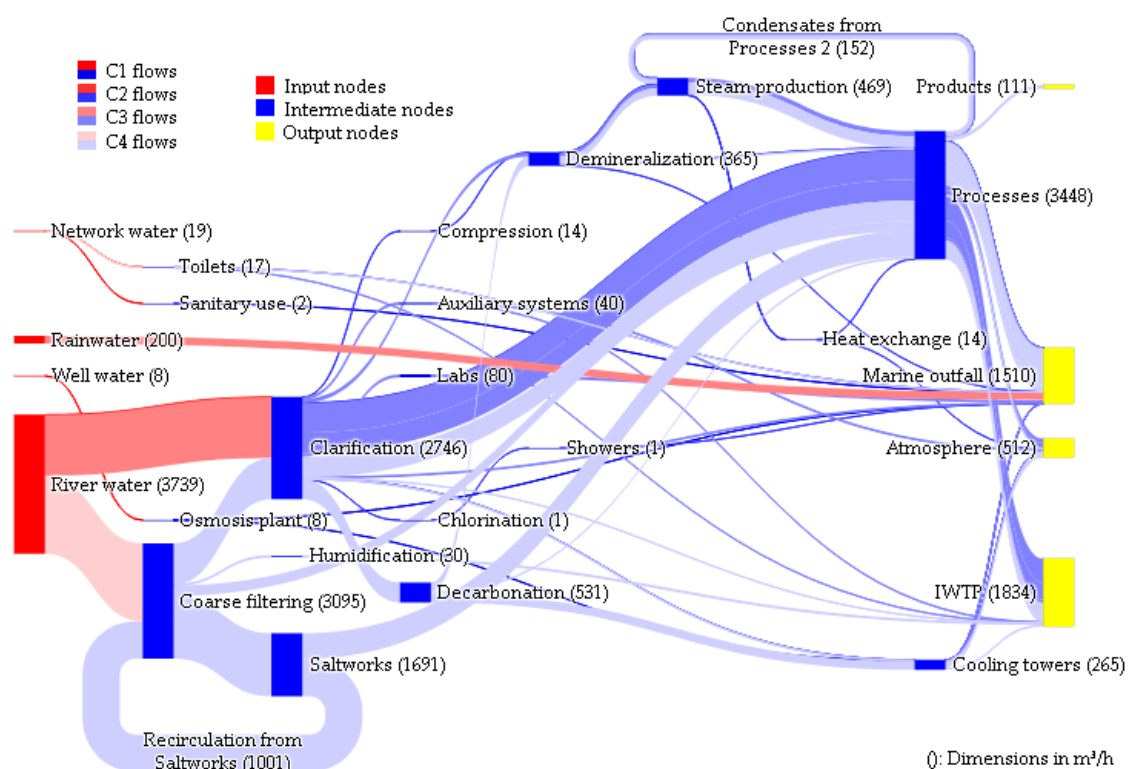 Condensates from
Processes 2 (152)
C1 flows
C2 flows
C3 flows
C4 flows
Input nodes
Intermediate nodes
Output nodes
Steam production (469)
Products (111)
Demineralization (365)
Processes (3448)
Network water (19)
Compression (14)
Toilets (17)
Sanitary use (2)
Auxiliary systems (40)
Rainwater (200)
Heat exchange (14)
Well water (8)
Labs (80)
Marine outfall (1510)
Clarification (2746)
Showers (1)
Atmosphere (512)
River water (3739)
Osmosis plant (8)
Chlorination (1)
Humidification (30)
Coarse filtering (3095)
Decarbonation (531)
IWTP (1834)
Saltworks (1691)
Cooling towers (265)
Recirculation from
Saltworks (1001)
(): Dimensions in m³/h